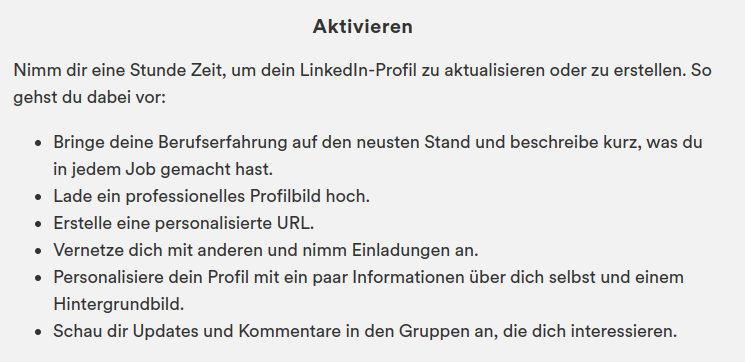 Aktivieren
Nimm dir eine Stunde Zeit, um dein LinkedIn-Profil zu aktualisieren oder zu erstellen. So
gehst du dabei vor:
• Bringe deine Berufserfahrung auf den neusten Stand und beschreibe kurz, was du
in jedem Job gemacht hast.
• Lade ein professionelles Profilbild hoch.
• Erstelle eine personalisierte URL.
• Vernetze dich mit anderen und nimm Einladungen an.
• Personalisiere dein Profil mit ein paar Informationen über dich selbst und einem
Hintergrundbild.
• Schau dir Updates und Kommentare in den Gruppen an, die dich interessieren.